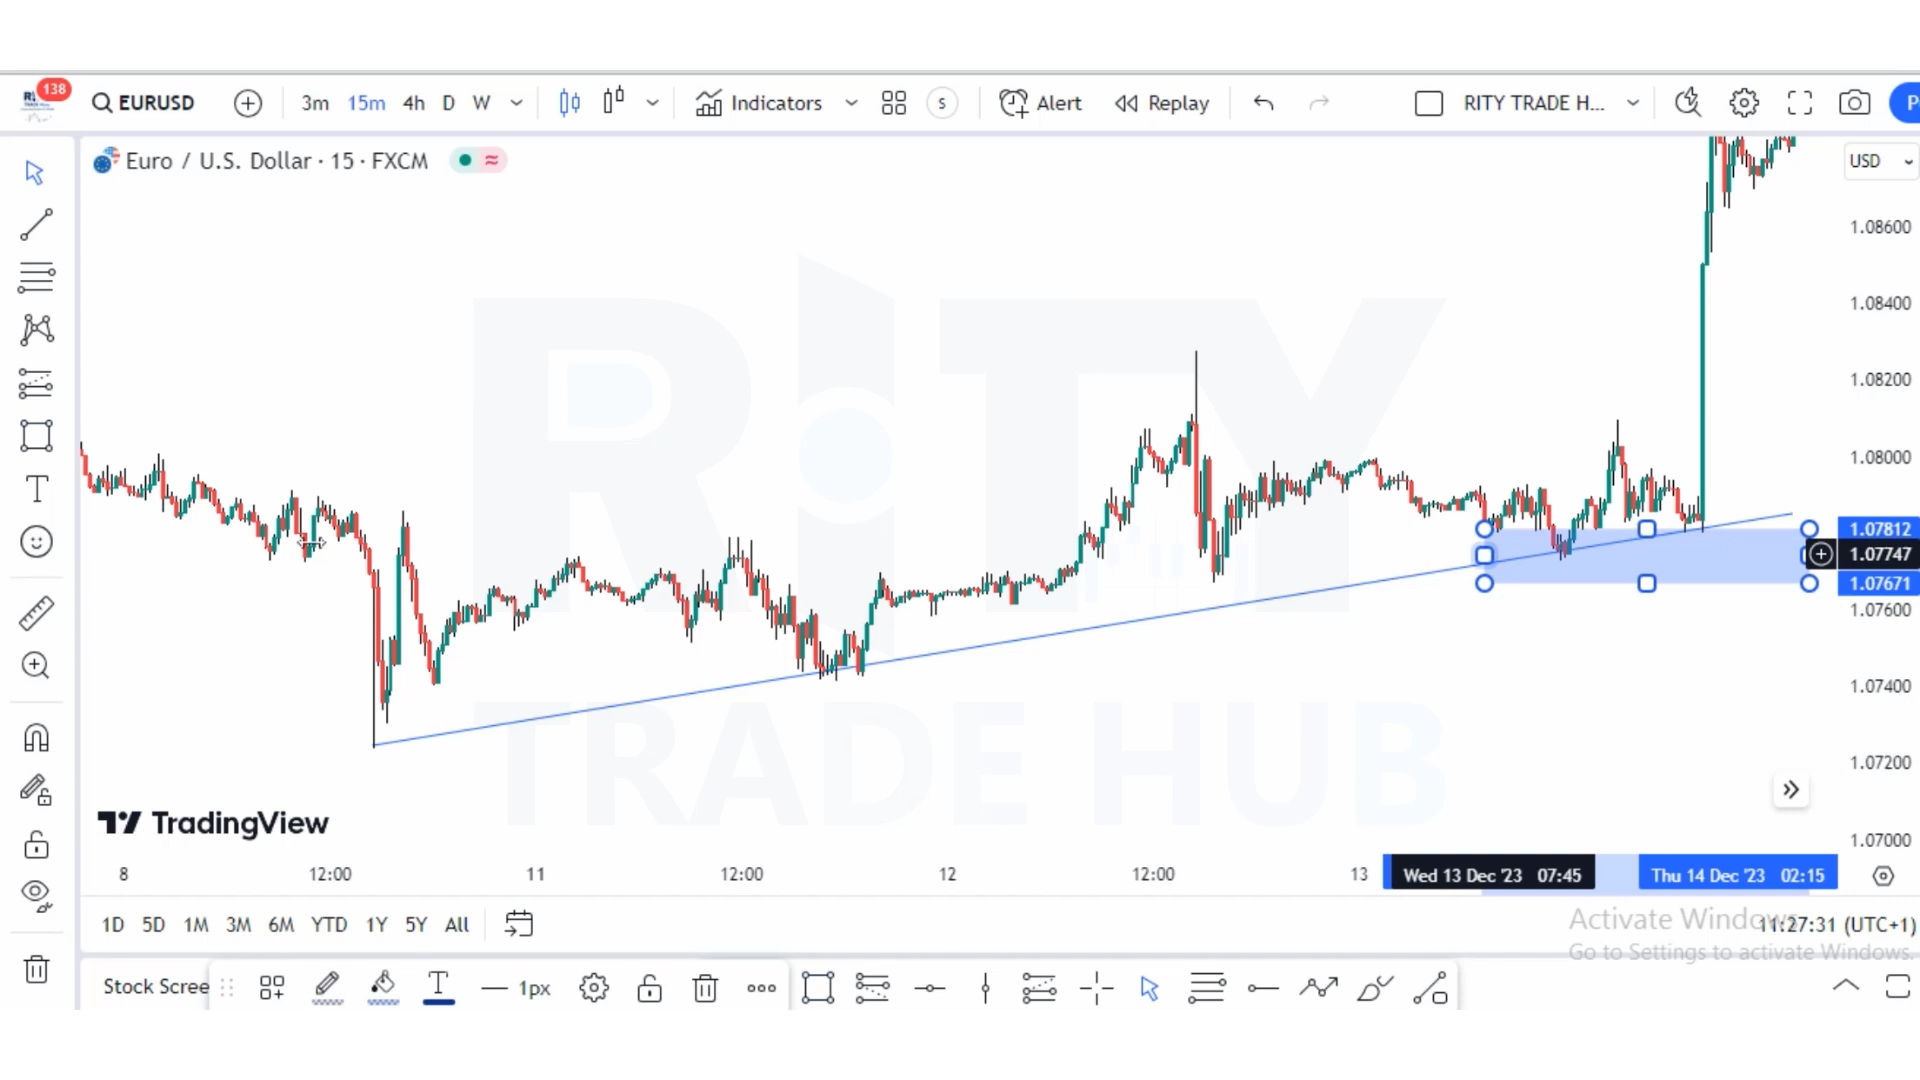 138
EURUSD
3m 15m 4h D W
Indicators
S
Alert
Replay
RITY TRADE H...
Euro / U.S. Dollar · 15 · FXCM
USD
1.08600
1.08400
1.08200
1.08000
1.07812
1.07747
1.07671
1.07600
1.07400
1.07200
1.07000
RITY
TRADE HUB
TradingView
8 12:00 11 12:00 12 12:00 13 Wed 13 Dec '23 07:45 Thu 14 Dec '23 02:15
1D 5D 1M 3M 6M YTD 1Y 5Y All
11:27:31 (UTC+1)
Activate Windows
Go to Settings to activate Windows.
Stock Scree
1px